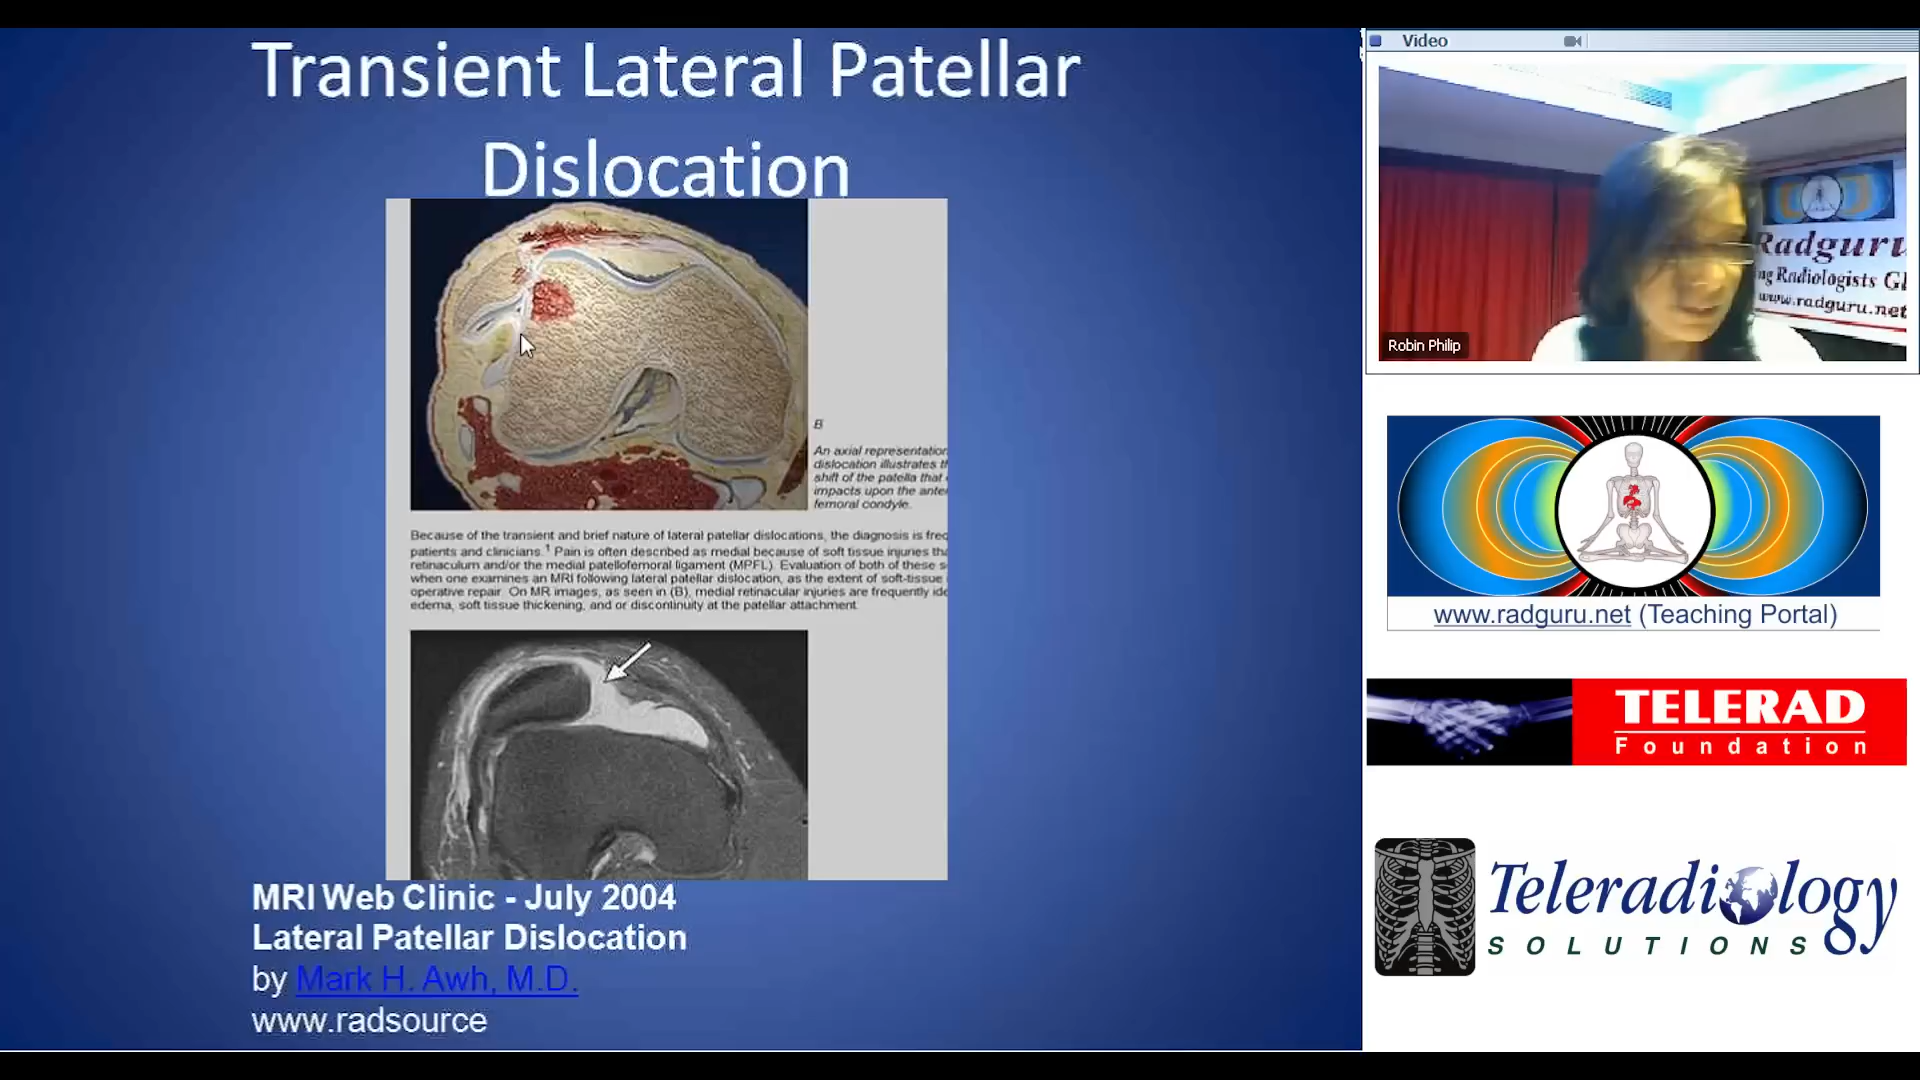 Transient Lateral Patellar
Dislocation
B
An axial representation
dislocation illustrates
shift of the patella that
impacts upon the
femoral condyle.
Because of the transient and brief nature of lateral patellar dislocations, the diagnosis is
patients and clinicians.1 Pain is often described as medial because of soft tissue injuries
retinaculum and/or the medial patellofemoral ligament (MPFL). Evaluation of both of these
when one examines an MRI following lateral patellar dislocation, as the extent of soft-tissue
operative repair. On MR images, as seen in (B), medial retinacular injuries are frequently
edema, soft tissue thickening, and or discontinuity at the patellar attachment.
MRI Web Clinic - July 2004
Lateral Patellar Dislocation
by Mark H. Awh, M.D.
www.radsource
Video
Radguru
ng Radiologists
www.radguru.net
Robin Philip
www.radguru.net (Teaching Portal)
TELERAD
Foundation
Teleradiology
SOLUTIONS